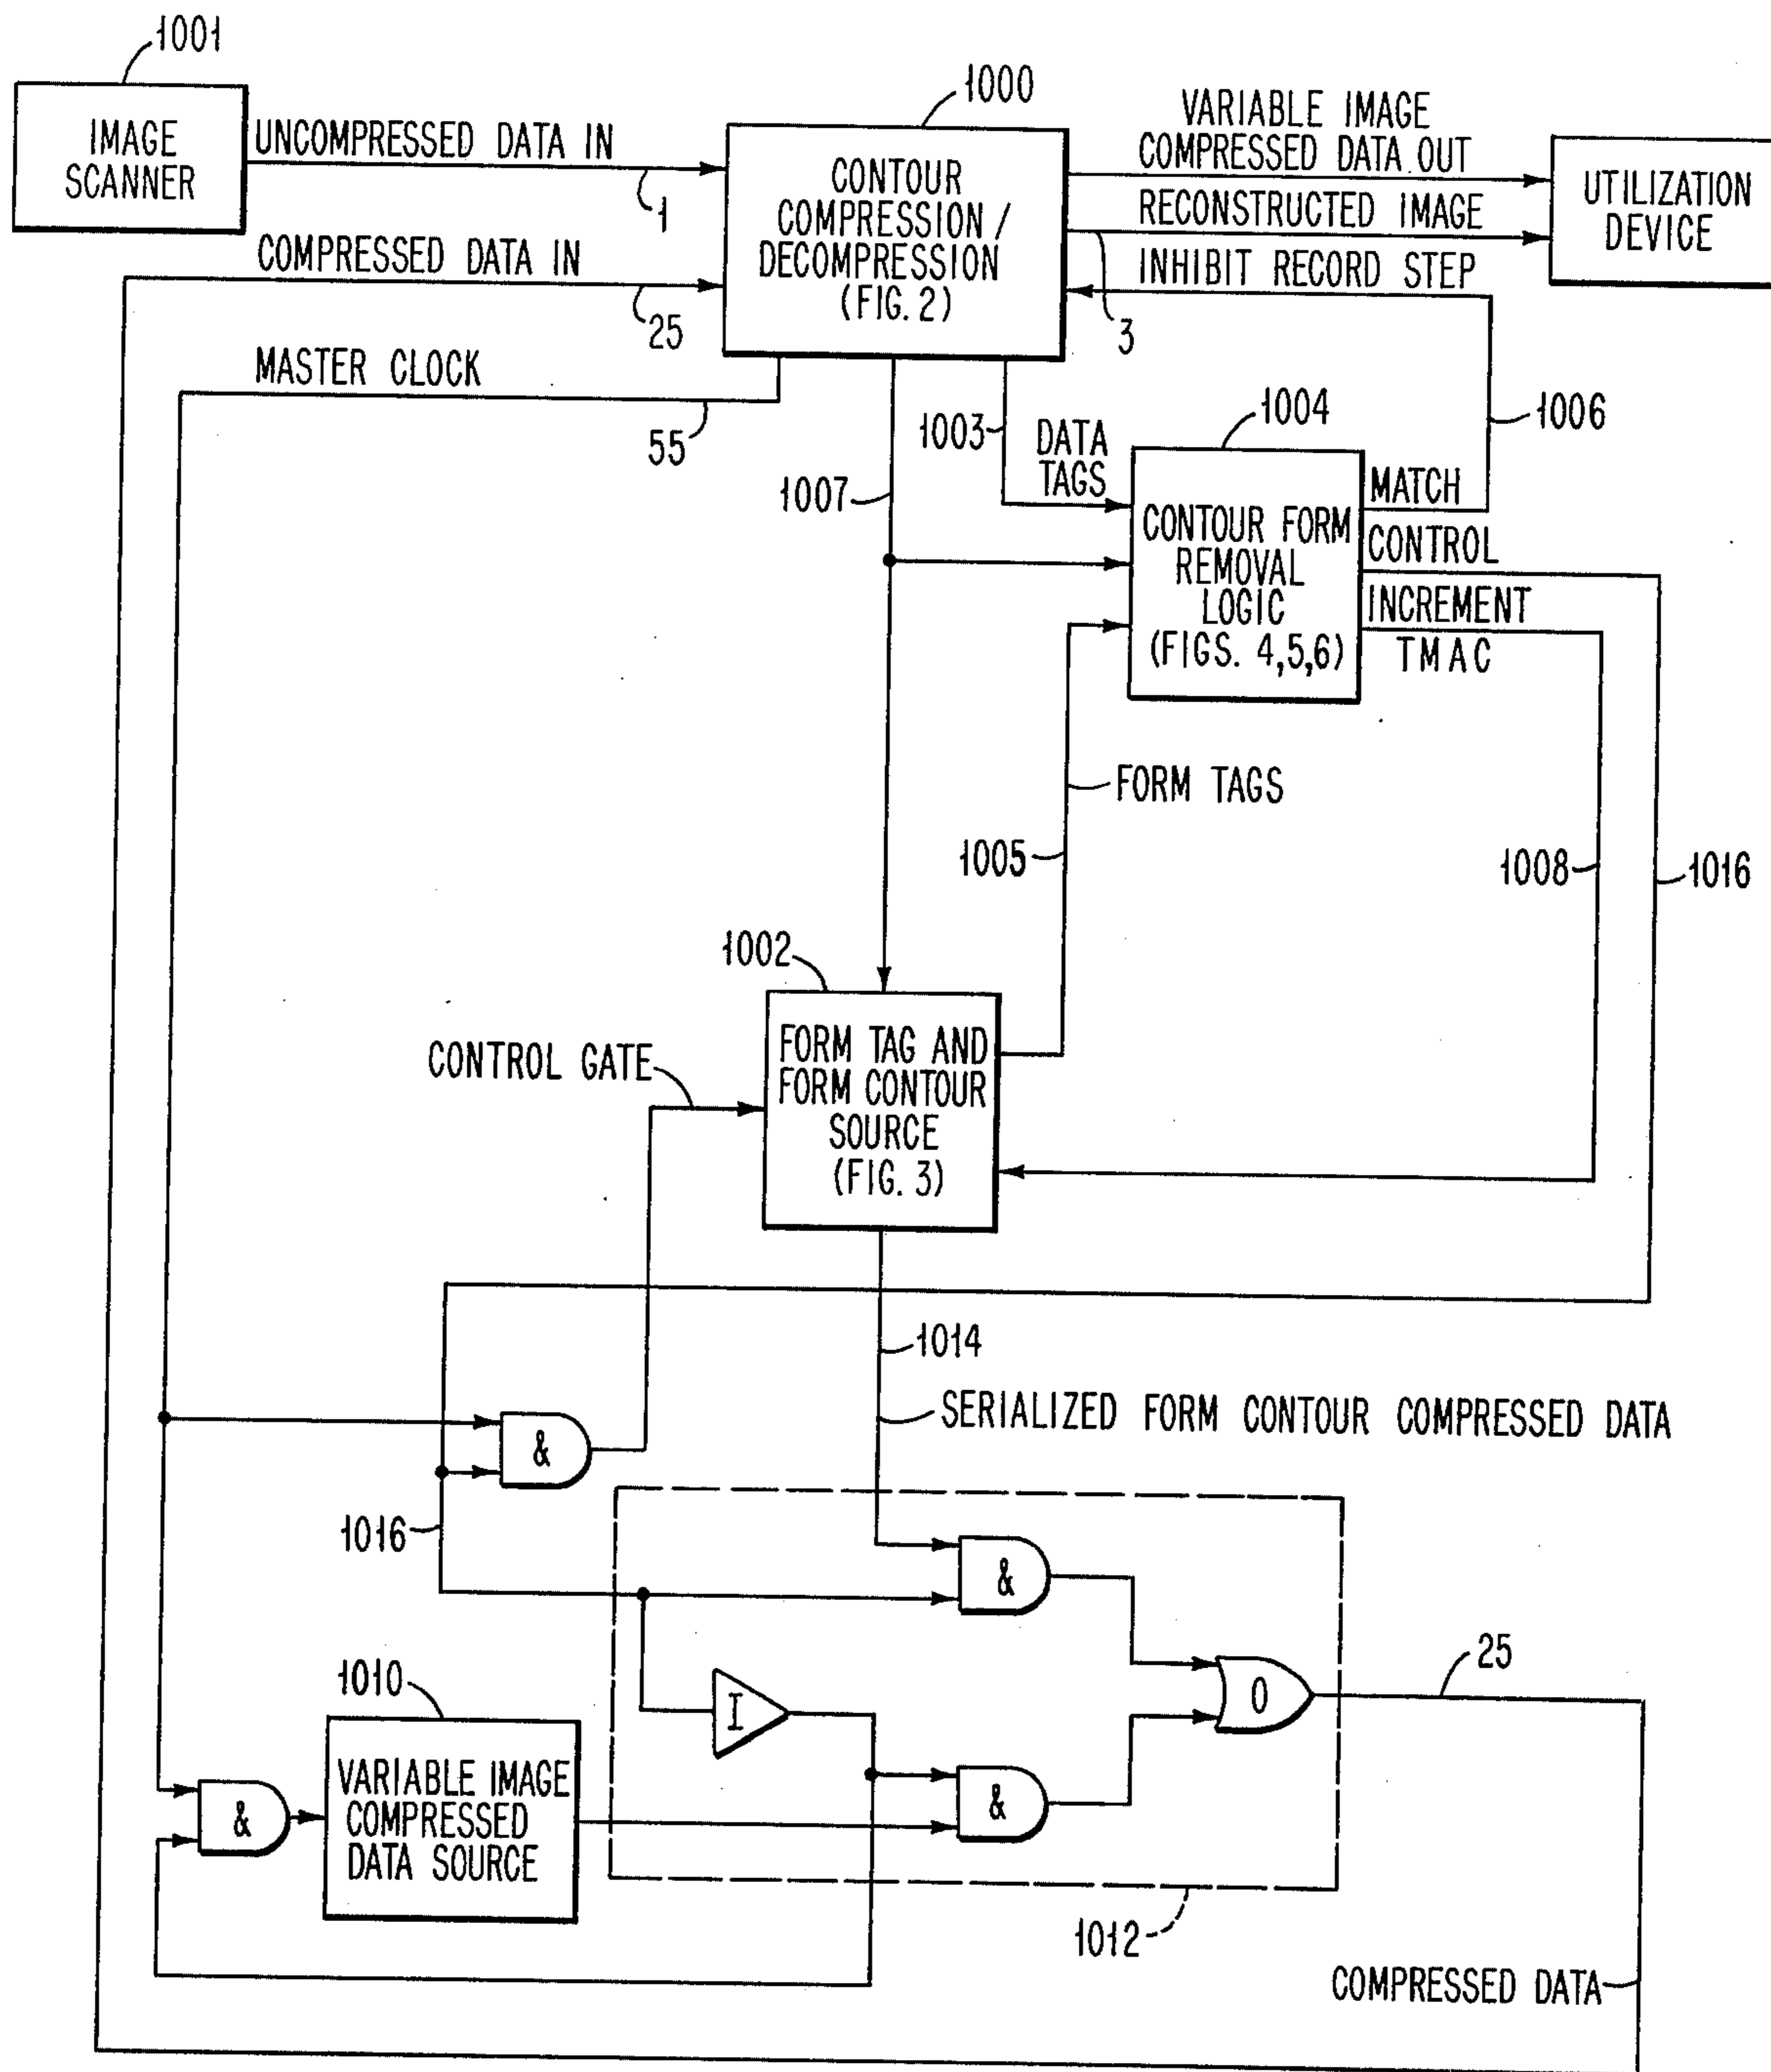 1001
IMAGE
SCANNER
UNCOMPRESSED DATA IN
1
COMPRESSED DATA IN
25
MASTER CLOCK
55
1000
CONTOUR
COMPRESSION /
DECOMPRESSION
(FIG. 2)
VARIABLE IMAGE
COMPRESSED DATA OUT
RECONSTRUCTED IMAGE
INHIBIT RECORD STEP
3
UTILIZATION
DEVICE
1003
DATA
TAGS
1007
1004
CONTOUR FORM
REMOVAL
LOGIC
(FIGS. 4,5,6)
MATCH
CONTROL
INCREMENT
TMAC
1006
FORM TAGS
1005
1008
1016
1002
FORM TAG AND
FORM CONTOUR
SOURCE
(FIG. 3)
CONTROL GATE
1014
SERIALIZED FORM CONTOUR COMPRESSED DATA
&
1016
&
1010
VARIABLE IMAGE
COMPRESSED
DATA SOURCE
&
I
&
O
25
1012
COMPRESSED DATA